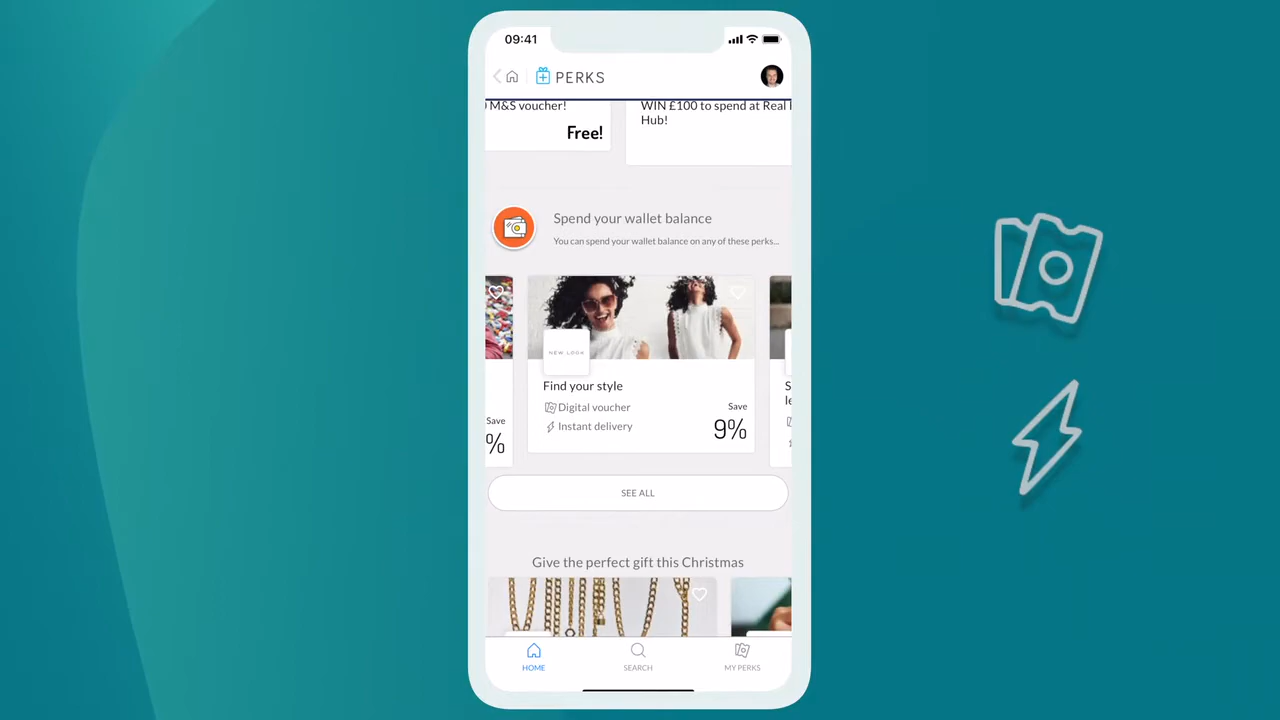 09:41
PERKS
M&S voucher!
Free!
WIN £100 to spend at Real
Hub!
Spend your wallet balance
You can spend your wallet balance on any of these perks...
NEW LOOK
Find your style
Digital voucher
Instant delivery
Save
9%
Save
%
S
le
SEE ALL
Give the perfect gift this Christmas
HOME
SEARCH
MY PERKS